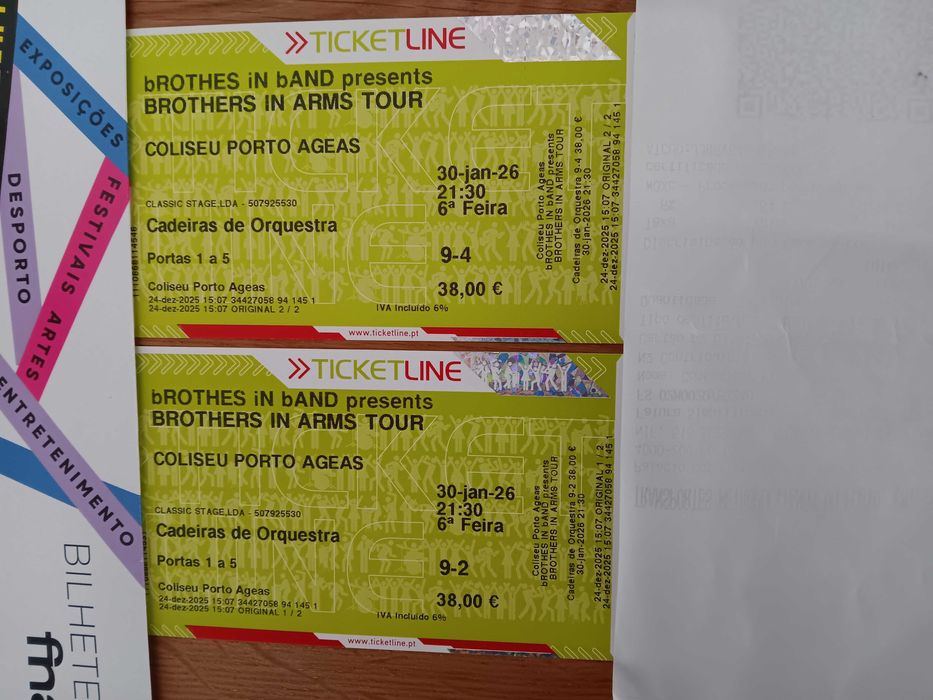 EXPOSIÇÕES
DESPORTO
FESTIVAIS
ARTES
ENTRETENIMENTO
BILHETE
fna
TICKETLINE
bROTHES iN bAND presents
BROTHERS IN ARMS TOUR
COLISEU PORTO AGEAS
30-jan-26
21:30
6ª Feira
CLASSIC STAGE,LDA - 507925530
Cadeiras de Orquestra
Portas 1 a 5
9-4
Coliseu Porto Ageas
38,00 €
24-dez-2025 15:07 34427058 94 145 1
24-dez-2025 15:07 ORIGINAL 2 / 2
IVA Incluído 6%
www.ticketline.pt
Coliseu Porto Ageas
bROTHES iN bAND presents
BROTHERS IN ARMS TOUR
Cadeiras de Orquestra 9-4 38,00 €
30-jan-2026 21:30
24-dez-2025 15:07 ORIGINAL 2 / 2
24-dez-2025 15:07 34427058 94 145 1
TICKETLINE
bROTHES iN bAND presents
BROTHERS IN ARMS TOUR
COLISEU PORTO AGEAS
30-jan-26
21:30
6ª Feira
CLASSIC STAGE,LDA - 507925530
Cadeiras de Orquestra
Portas 1 a 5
9-2
Coliseu Porto Ageas
38,00 €
24-dez-2025 15:07 34427058 94 145 1
24-dez-2025 15:07 ORIGINAL 1 / 2
IVA Incluído 6%
www.ticketline.pt
Coliseu Porto Ageas
bROTHES iN bAND presents
BROTHERS IN ARMS TOUR
Cadeiras de Orquestra 9-2 38,00 €
30-jan-2026 21:30
24-dez-2025 15:07 ORIGINAL 1 / 2
24-dez-2025 15:07 34427058 94 145 1